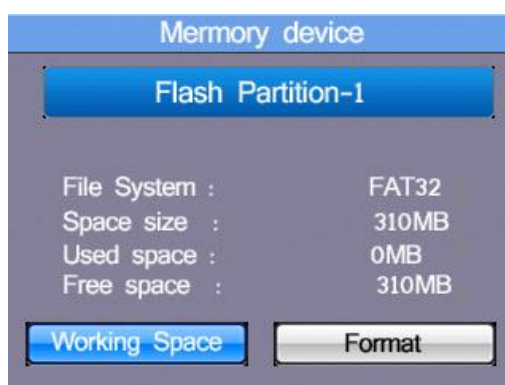 Mermory device
Flash Partition-1
File System : FAT32
Space size : 310MB
Used space : 0MB
Free space : 310MB
Working Space Format